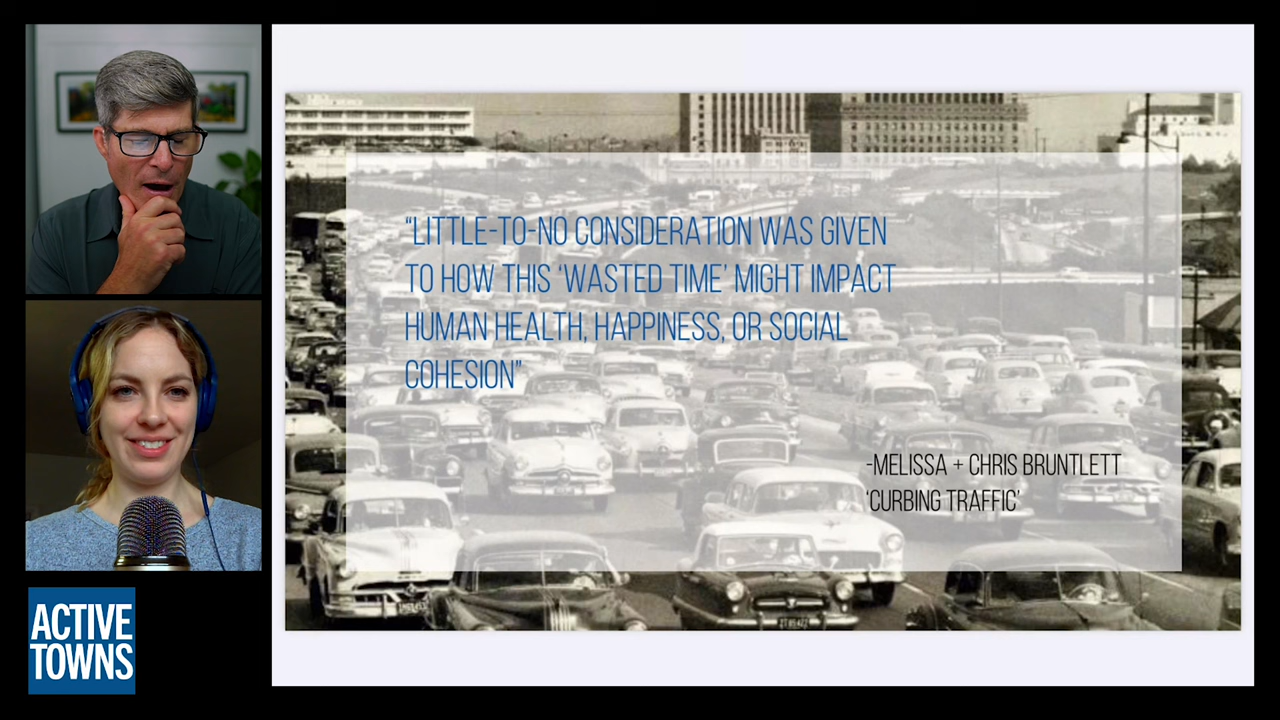 “LITTLE-TO-NO CONSIDERATION WAS GIVEN
TO HOW THIS ‘WASTED TIME’ MIGHT IMPACT
HUMAN HEALTH, HAPPINESS, OR SOCIAL
COHESION”
-MELISSA + CHRIS BRUNTLETT
‘CURBING TRAFFIC’
ACTIVE
TOWNS